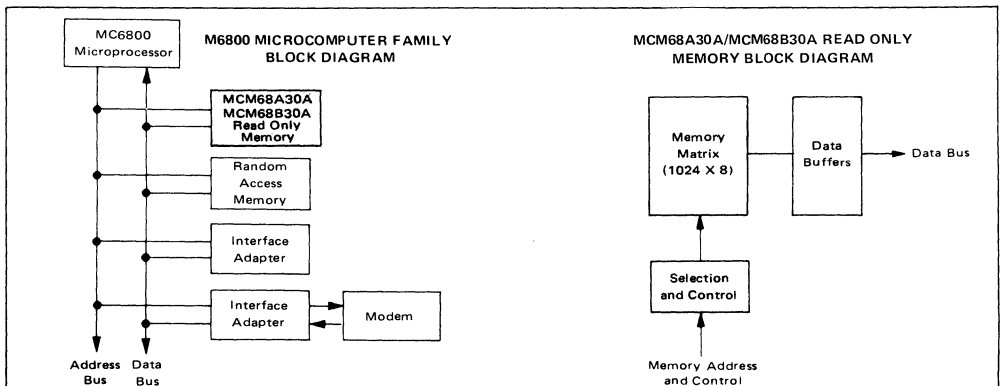 MC6800
Microprocessor
M6800 MICROCOMPUTER FAMILY
BLOCK DIAGRAM
MCM68A30A
MCM68B30A
Read Only
Memory
Random
Access
Memory
Interface
Adapter
Interface
Adapter
Modem
Address
Bus
Data
Bus
MCM68A30A/MCM68B30A READ ONLY
MEMORY BLOCK DIAGRAM
Memory
Matrix
(1024 X 8)
Data
Buffers
Data Bus
Selection
and Control
Memory Address
and Control